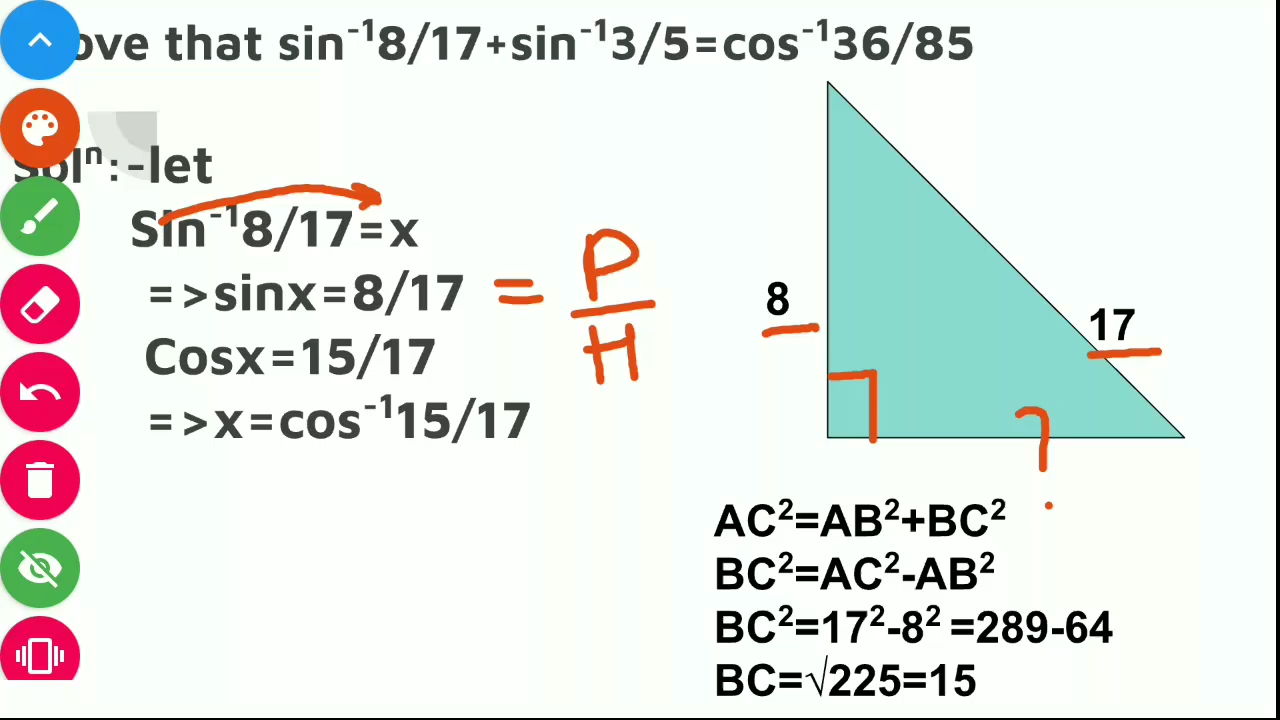 ove that sin⁻¹8/17+sin⁻¹3/5=cos⁻¹36/85
Solⁿ:-let
Sin⁻¹8/17=x
=>sinx=8/17 = P/H
Cosx=15/17
=>x=cos⁻¹15/17
8
17
?
AC²=AB²+BC²
BC²=AC²-AB²
BC²=17²-8² =289-64
BC=√225=15